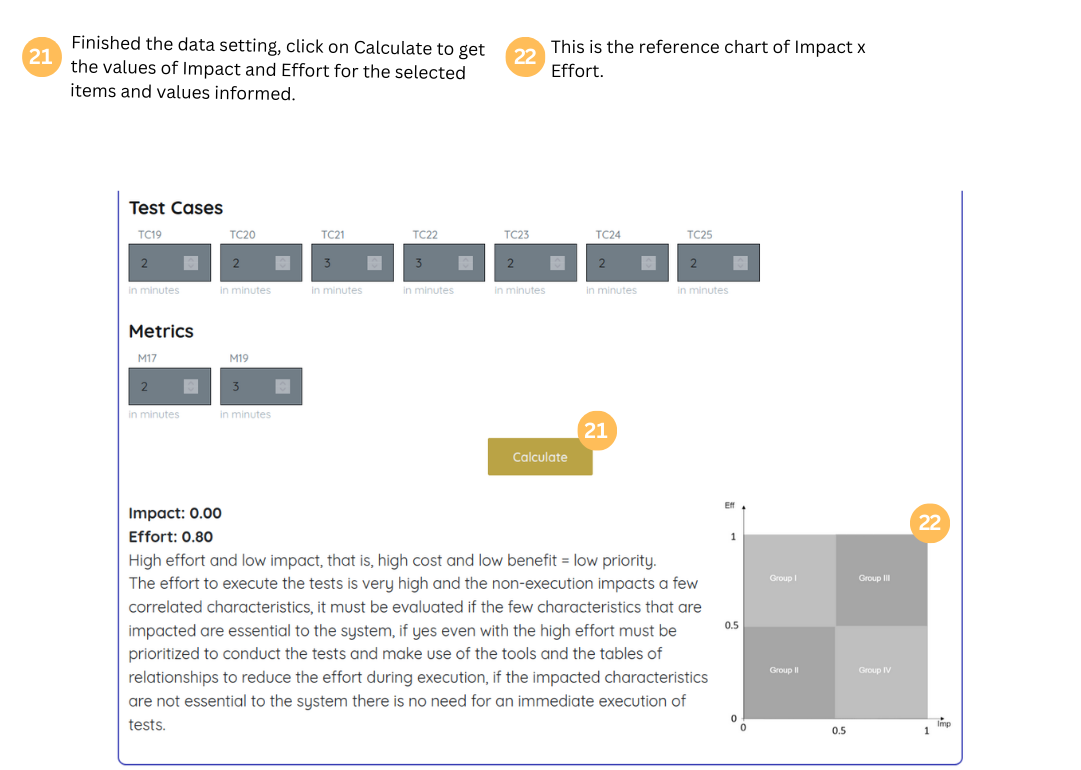 21
Finished the data setting, click on Calculate to get
the values of Impact and Effort for the selected
items and values informed.
22
This is the reference chart of Impact x
Effort.
Test Cases
TC19 TC20 TC21 TC22 TC23 TC24 TC25
2 2 3 3 2 2 2
in minutes in minutes in minutes in minutes in minutes in minutes in minutes
Metrics
M17 M19
2 3
in minutes in minutes
21
Calculate
Impact: 0.00
Effort: 0.80
High effort and low impact, that is, high cost and low benefit = low priority.
The effort to execute the tests is very high and the non-execution impacts a few
correlated characteristics, it must be evaluated if the few characteristics that are
impacted are essential to the system, if yes even with the high effort must be
prioritized to conduct the tests and make use of the tools and the tables of
relationships to reduce the effort during execution, if the impacted characteristics
are not essential to the system there is no need for an immediate execution of
tests.
Eff
22
1
Group I Group III
0.5
Group II Group IV
0
0 0.5 1 Imp